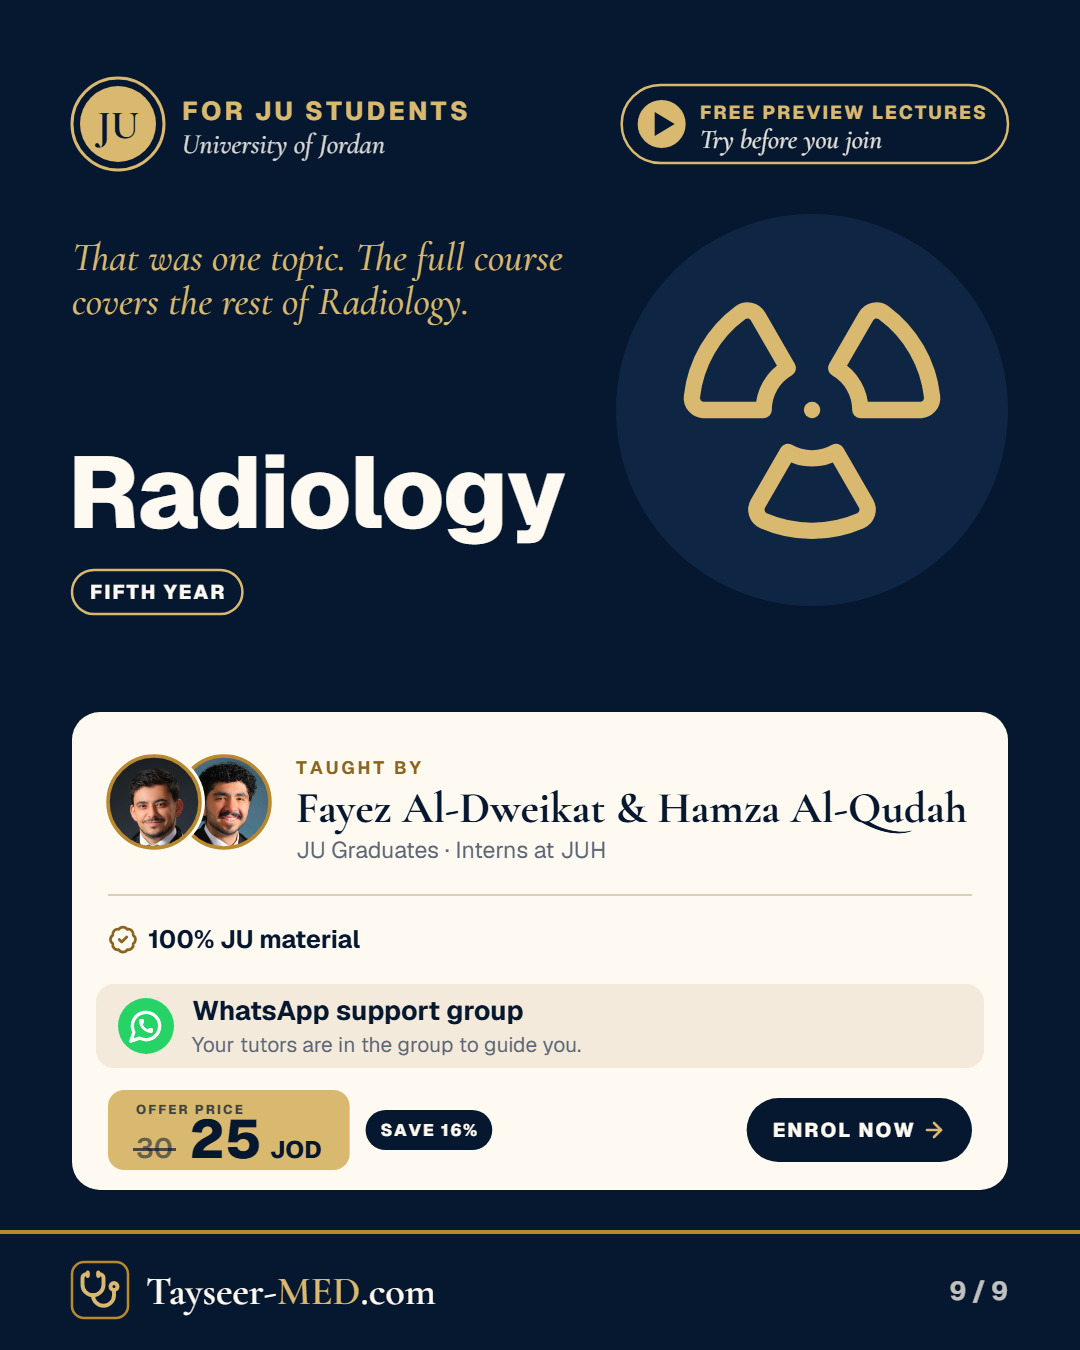 JU
FOR JU STUDENTS
University of Jordan
FREE PREVIEW LECTURES
Try before you join
That was one topic. The full course
covers the rest of Radiology.
Radiology
FIFTH YEAR
TAUGHT BY
Fayez Al-Dweikat & Hamza Al-Qudah
JU Graduates · Interns at JUH
100% JU material
WhatsApp support group
Your tutors are in the group to guide you.
OFFER PRICE
30 25 JOD
SAVE 16%
ENROL NOW →
Tayseer-MED.com
9 / 9